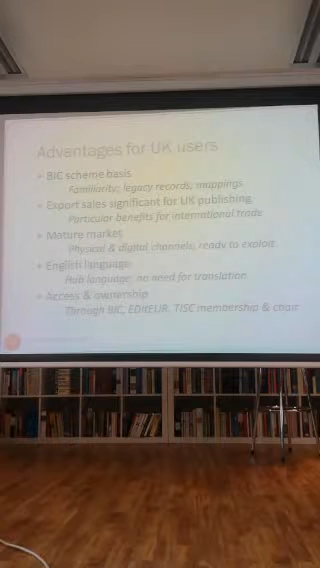 Advantages for UK users
BIC scheme basis
Familiarity; legacy records; mappings
Export sales significant for UK publishing
Particular benefits for international trade
Mature market
Physical & digital channels, ready to exploit
English language
Hub language: no need for translation
Access & ownership
Through BIC, EDItEUR. TISC membership & chair